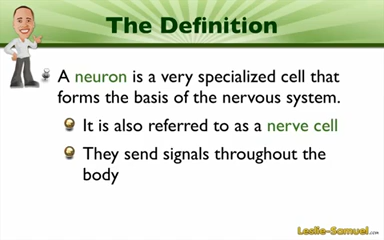 The Definition
A neuron is a very specialized cell that
forms the basis of the nervous system.
It is also referred to as a nerve cell
They send signals throughout the
body
Leslie-Samuel.com